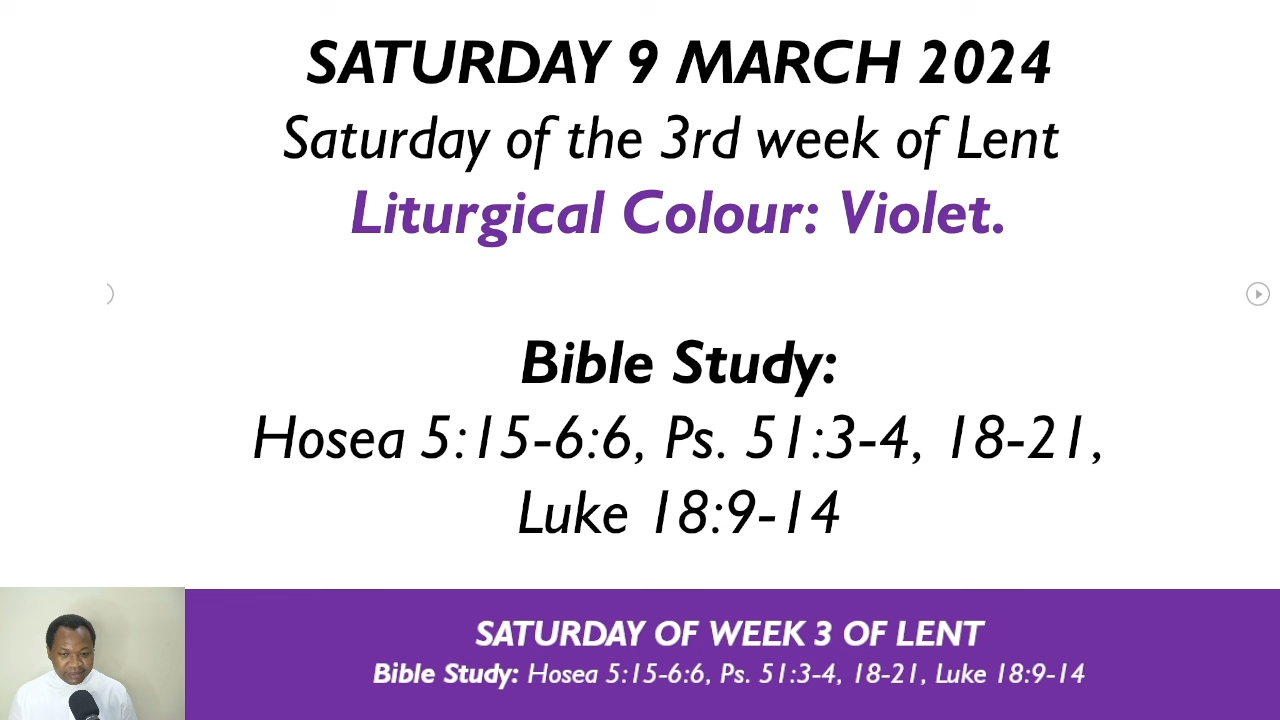 SATURDAY 9 MARCH 2024
Saturday of the 3rd week of Lent
Liturgical Colour: Violet.
Bible Study:
Hosea 5:15-6:6, Ps. 51:3-4, 18-21,
Luke 18:9-14
SATURDAY OF WEEK 3 OF LENT
Bible Study: Hosea 5:15-6:6, Ps. 51:3-4, 18-21, Luke 18:9-14